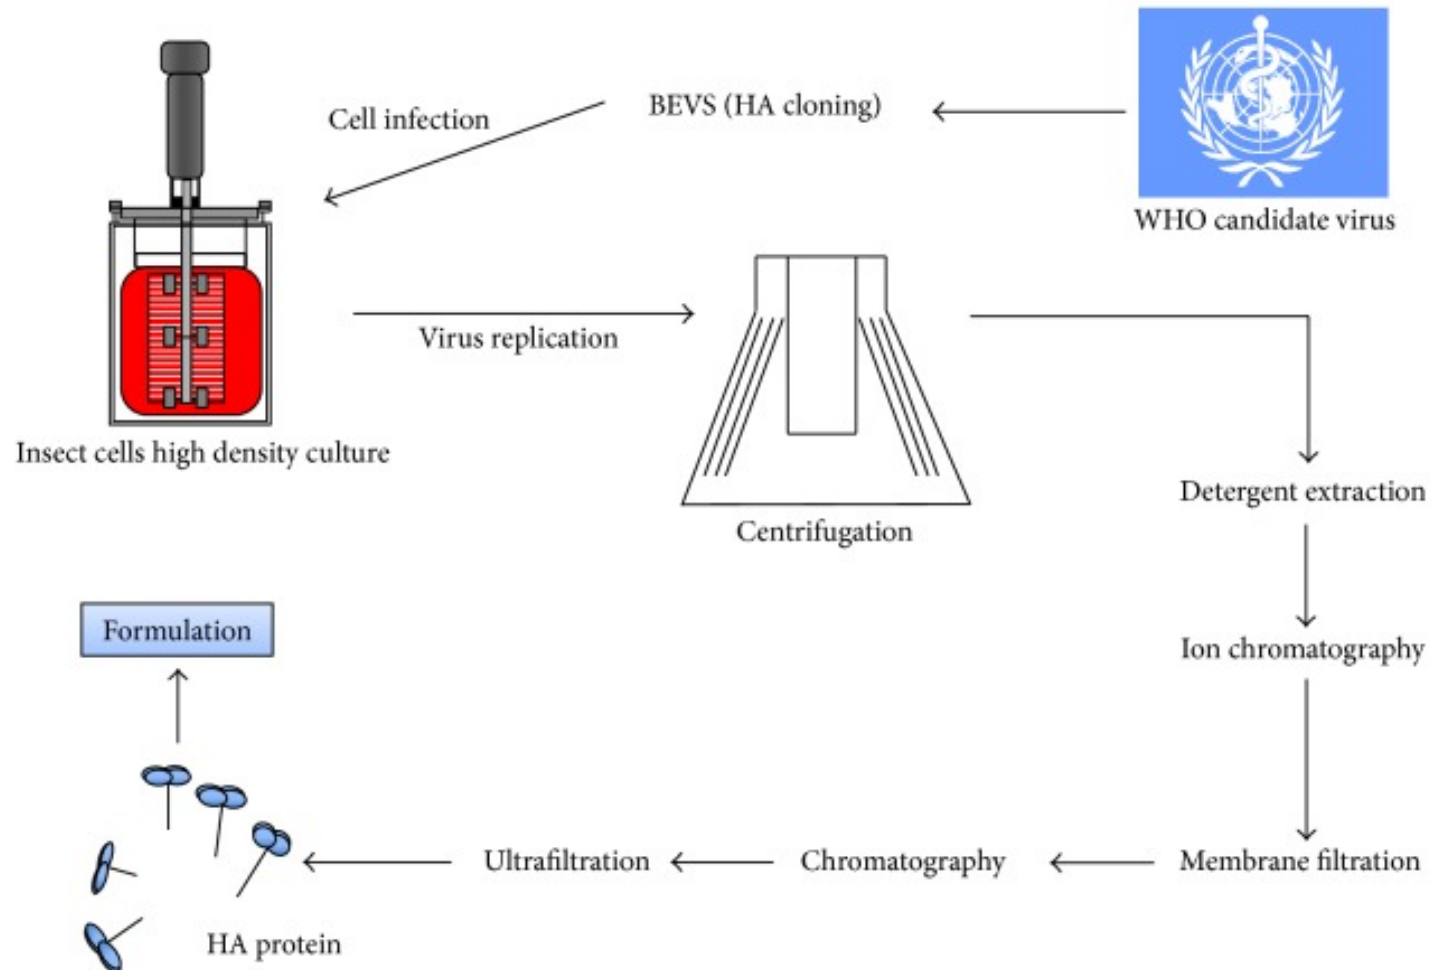 BEVS (HA cloning)
Cell infection
WHO candidate virus
Virus replication
Insect cells high density culture
Centrifugation
Detergent extraction
Ion chromatography
Formulation
Membrane filtration
Chromatography
Ultrafiltration
HA protein